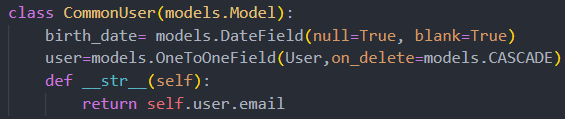 class CommonUser(models.Model):
    birth_date= models.DateField(null=True, blank=True)
    user=models.OneToOneField(User,on_delete=models.CASCADE)
    def __str__(self):
        return self.user.email